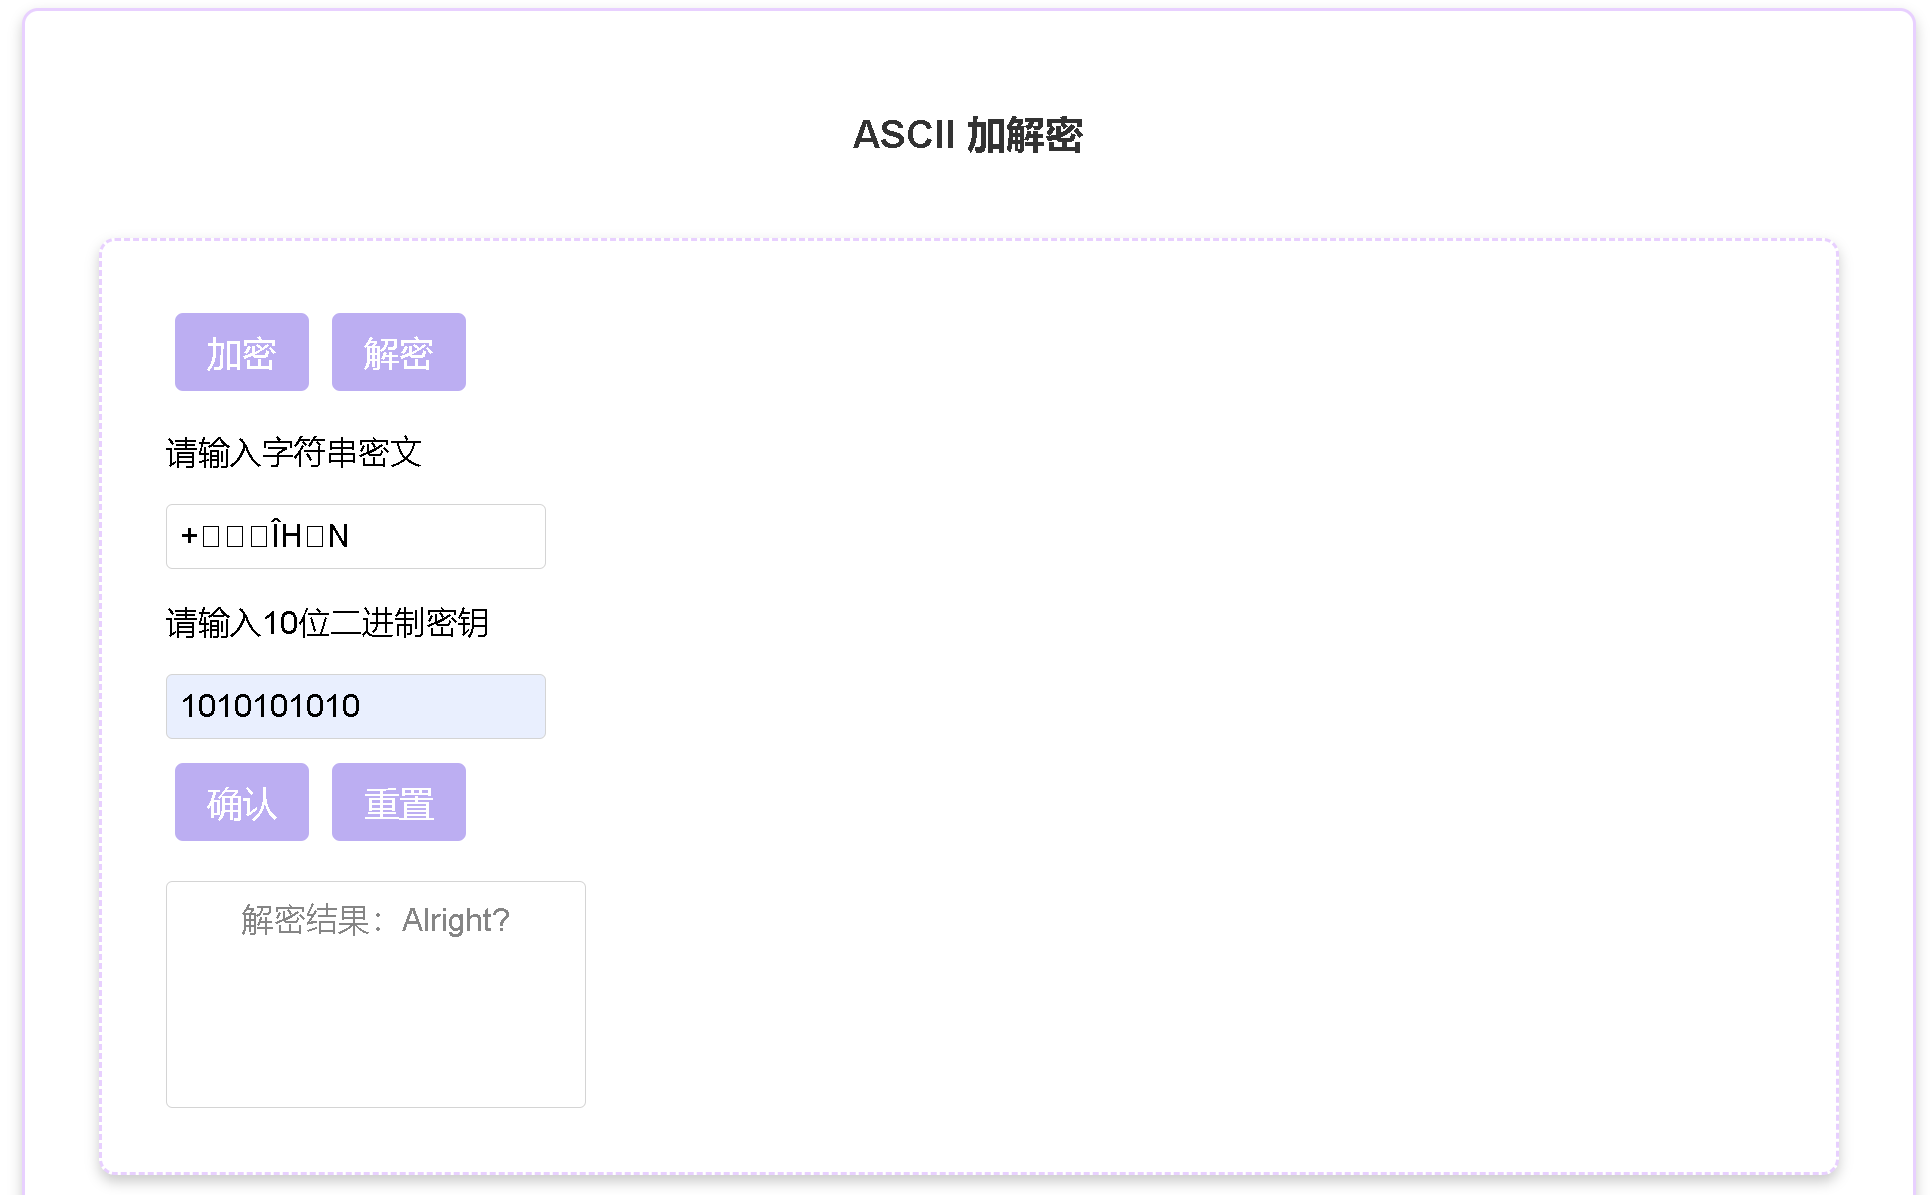 ASCII 加解密
加密 解密
请输入字符串密文
+□□□ÎH□N
请输入10位二进制密钥
1010101010
确认 重置
解密结果：Alright?